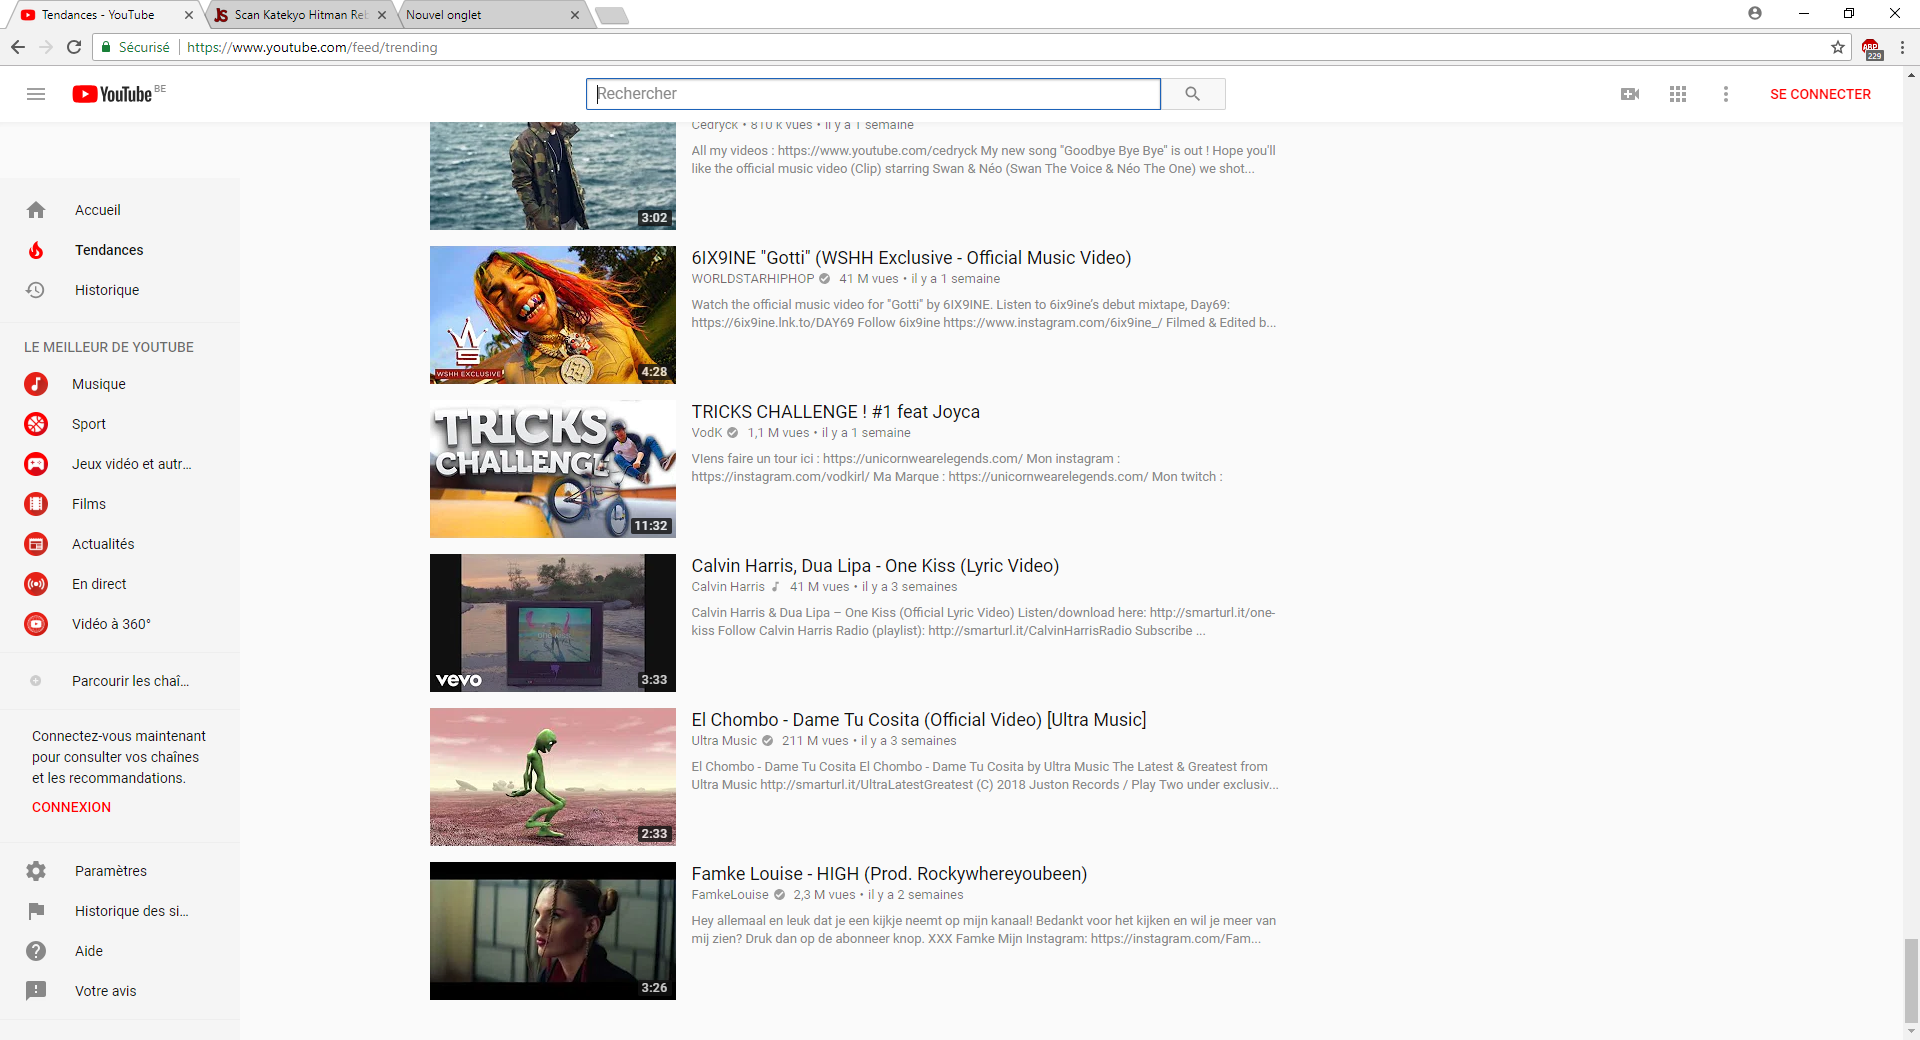 Tendances - YouTube
JS Scan Katekyo Hitman Reb
Nouvel onglet
Sécurisé
https://www.youtube.com/feed/trending
ABP
229
YouTube BE
Rechercher
SE CONNECTER
Accueil
Tendances
Historique
LE MEILLEUR DE YOUTUBE
Musique
Sport
Jeux vidéo et autr...
Films
Actualités
En direct
Vidéo à 360°
Parcourir les chaî...
Connectez-vous maintenant
pour consulter vos chaînes
et les recommandations.
CONNEXION
Paramètres
Historique des si...
Aide
Votre avis
3:02
Cedryck • 810 k vues • il y a 1 semaine
All my videos : https://www.youtube.com/cedryck My new song "Goodbye Bye Bye" is out ! Hope you'll
like the official music video (Clip) starring Swan & Néo (Swan The Voice & Néo The One) we shot...
WSHH EXCLUSIVE
4:28
6IX9INE "Gotti" (WSHH Exclusive - Official Music Video)
WORLDSTARHIPHOP 41 M vues • il y a 1 semaine
Watch the official music video for "Gotti" by 6IX9INE. Listen to 6ix9ine's debut mixtape, Day69:
https://6ix9ine.lnk.to/DAY69 Follow 6ix9ine https://www.instagram.com/6ix9ine_/ Filmed & Edited b...
TRICKS
CHALLENGE
11:32
TRICKS CHALLENGE ! #1 feat Joyca
VodK 1,1 M vues • il y a 1 semaine
VIens faire un tour ici : https://unicornwearelegends.com/ Mon instagram :
https://instagram.com/vodkirl/ Ma Marque : https://unicornwearelegends.com/ Mon twitch :
one kiss
vevo
3:33
Calvin Harris, Dua Lipa - One Kiss (Lyric Video)
Calvin Harris 41 M vues • il y a 3 semaines
Calvin Harris & Dua Lipa – One Kiss (Official Lyric Video) Listen/download here: http://smarturl.it/one-
kiss Follow Calvin Harris Radio (playlist): http://smarturl.it/CalvinHarrisRadio Subscribe ...
2:33
El Chombo - Dame Tu Cosita (Official Video) [Ultra Music]
Ultra Music 211 M vues • il y a 3 semaines
El Chombo - Dame Tu Cosita El Chombo - Dame Tu Cosita by Ultra Music The Latest & Greatest from
Ultra Music http://smarturl.it/UltraLatestGreatest (C) 2018 Juston Records / Play Two under exclusiv...
3:26
Famke Louise - HIGH (Prod. Rockywhereyoubeen)
FamkeLouise 2,3 M vues • il y a 2 semaines
Hey allemaal en leuk dat je een kijkje neemt op mijn kanaal! Bedankt voor het kijken en wil je meer van
mij zien? Druk dan op de abonneer knop. XXX Famke Mijn Instagram: https://instagram.com/Fam...